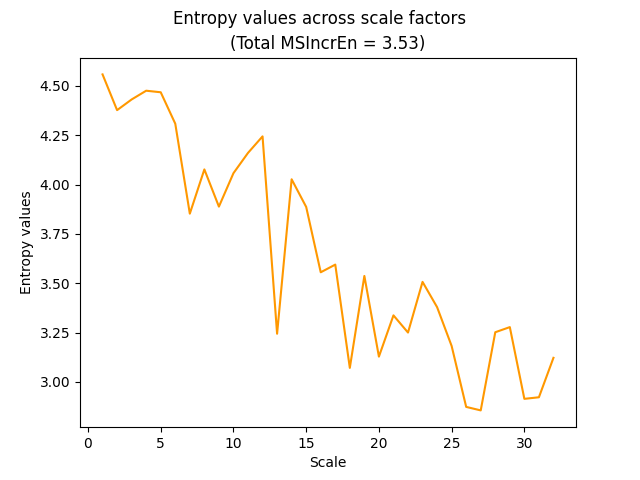 Entropy values across scale factors
(Total MSIncrEn = 3.53)
4.50
4.25
4.00
3.75
3.50
3.25
3.00
Entropy values
0 5 10 15 20 25 30
Scale